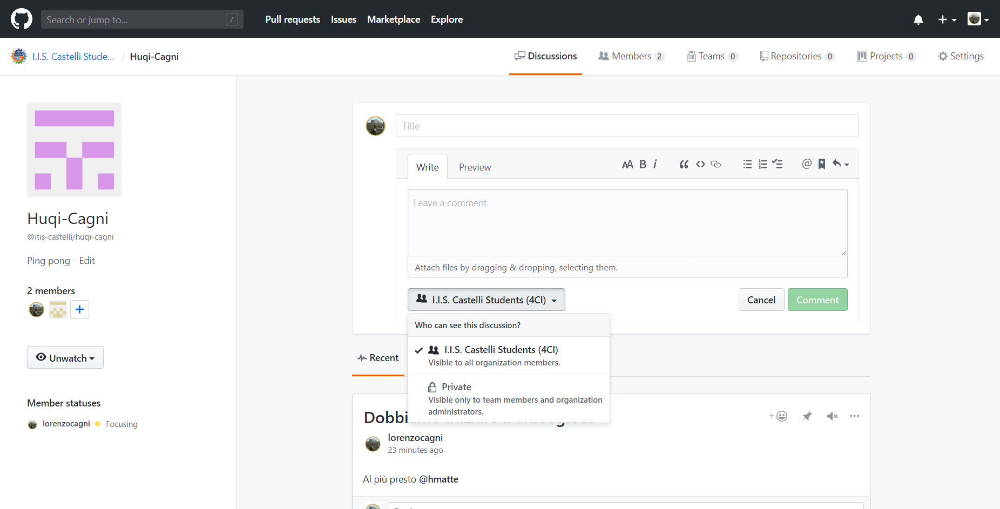 Search or jump to... /
Pull requests Issues Marketplace Explore
I.I.S. Castelli Stude... / Huqi-Cagni
Discussions Members 2 Teams 0 Repositories 0 Projects 0 Settings
Huqi-Cagni
@itis-castelli/huqi-cagni
Ping pong - Edit
2 members
Unwatch
Member statuses
lorenzocagni Focusing
Title
Write Preview
AA B i
Leave a comment
Attach files by dragging & dropping, selecting them.
I.I.S. Castelli Students (4CI)
Cancel Comment
Who can see this discussion?
I.I.S. Castelli Students (4CI)
Visible to all organization members.
Private
Visible only to team members and organization
administrators.
Recent
lorenzocagni
23 minutes ago
Al più presto @hmatte